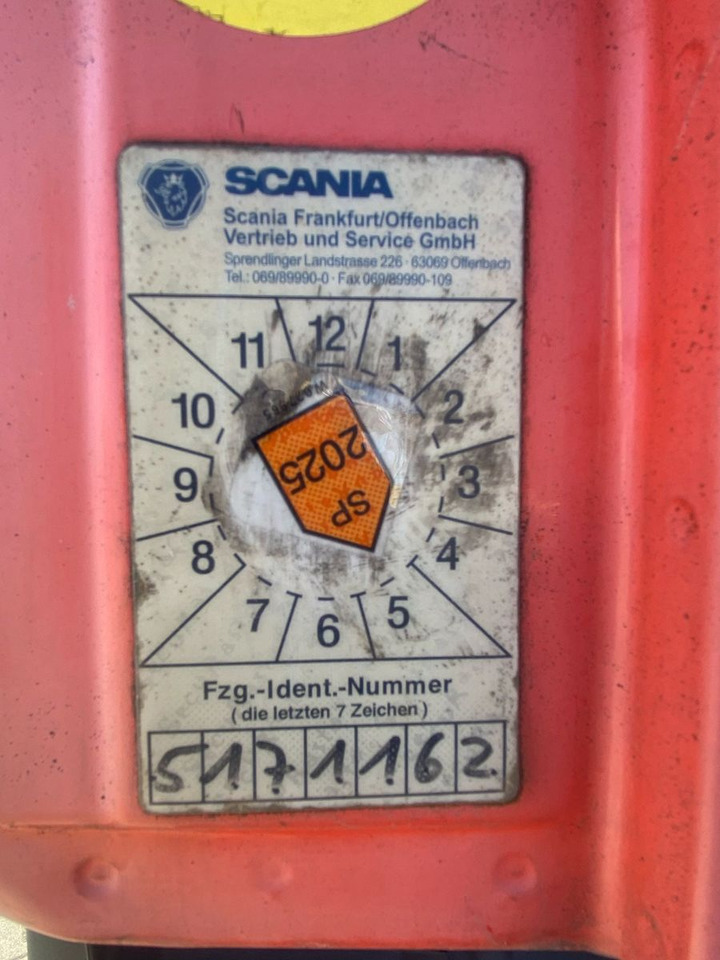 SCANIA
Scania Frankfurt/Offenbach
Vertrieb und Service GmbH
Sprendlinger Landstrasse 226 · 63069 Offenbach
Tel.: 069/89990-0 · Fax 069/89990-109
11 12 1
10 2
9 3
8 4
7 6 5
SP
2025
Fzg.-Ident.-Nummer
(die letzten 7 Zeichen)
5171162